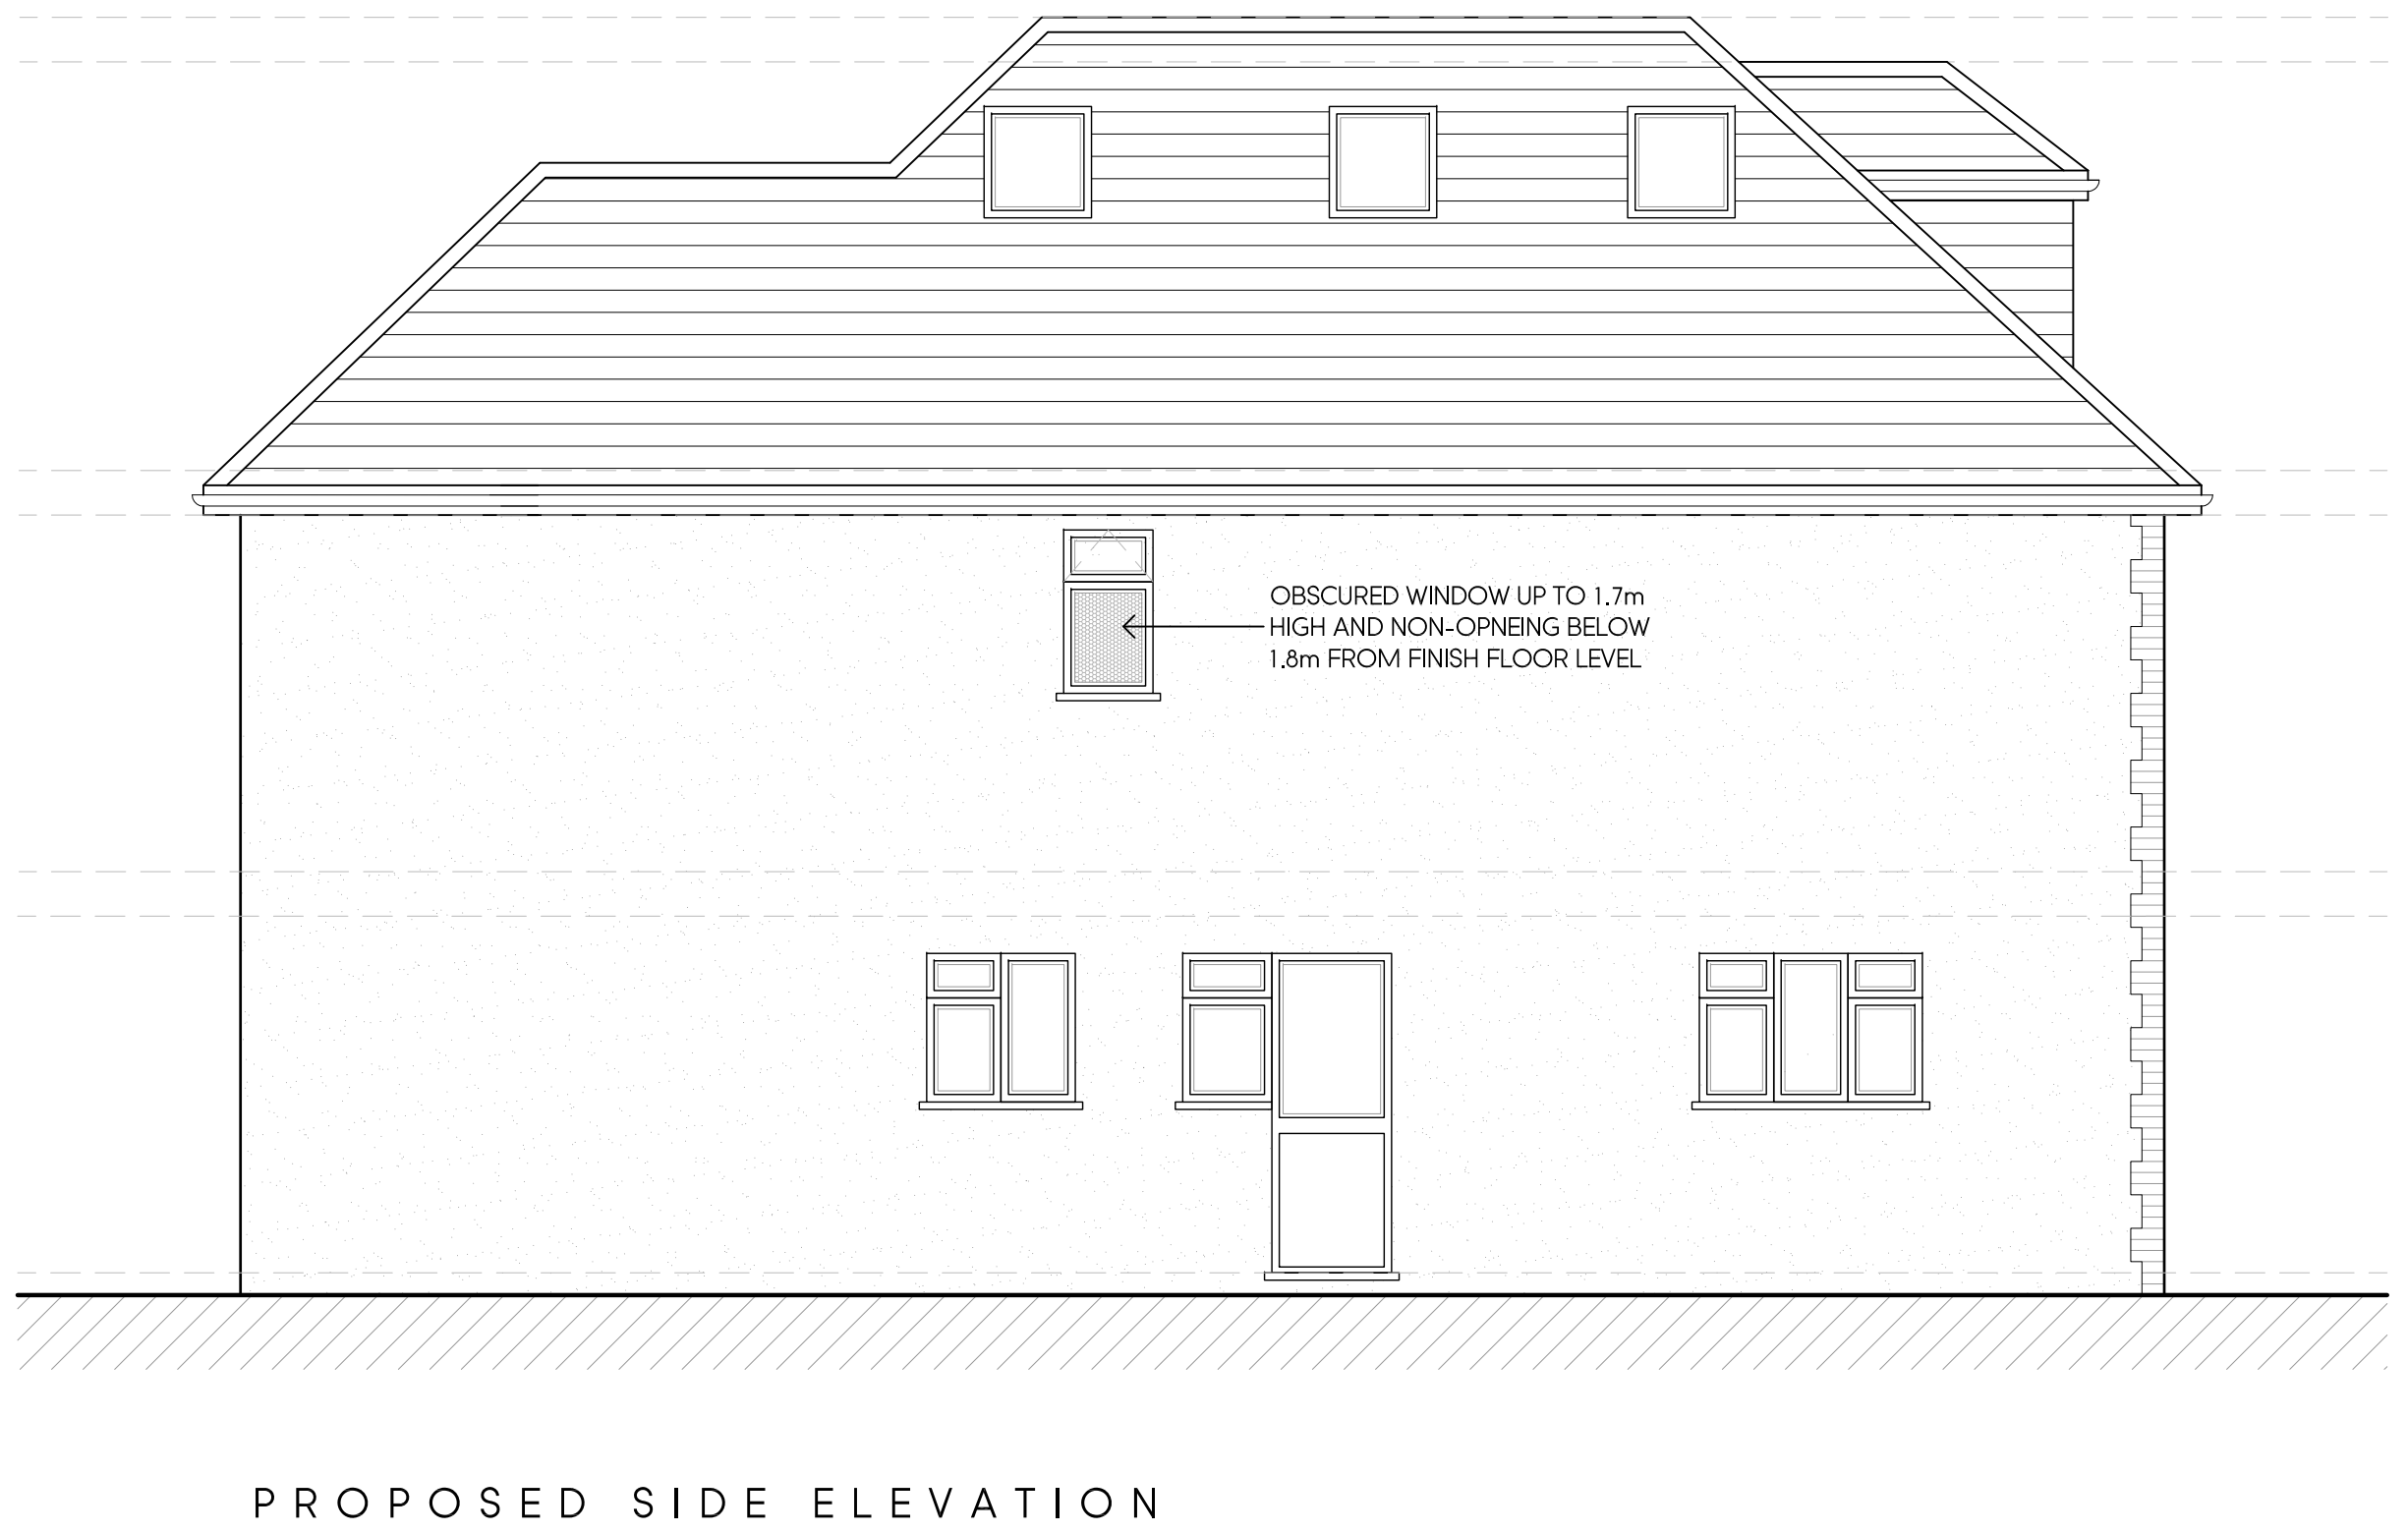 OBSCURED WINDOW UP TO 1.7m
HIGH AND NON-OPNEING BELOW
1.8m FROM FINISH FLOOR LEVEL
PROPOSED SIDE ELEVATION